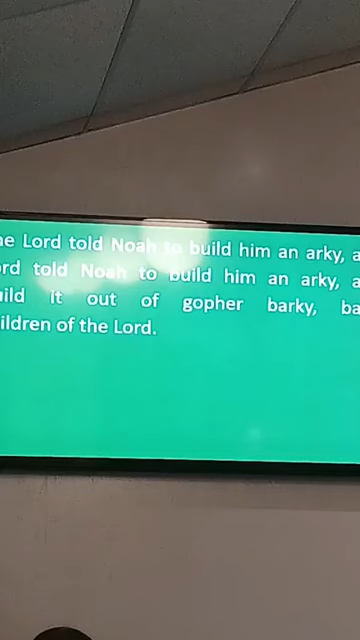 he Lord told Noah to build him an arky, a
ord told Noah to build him an arky, a
uild it out of gopher barky, ba
ildren of the Lord.